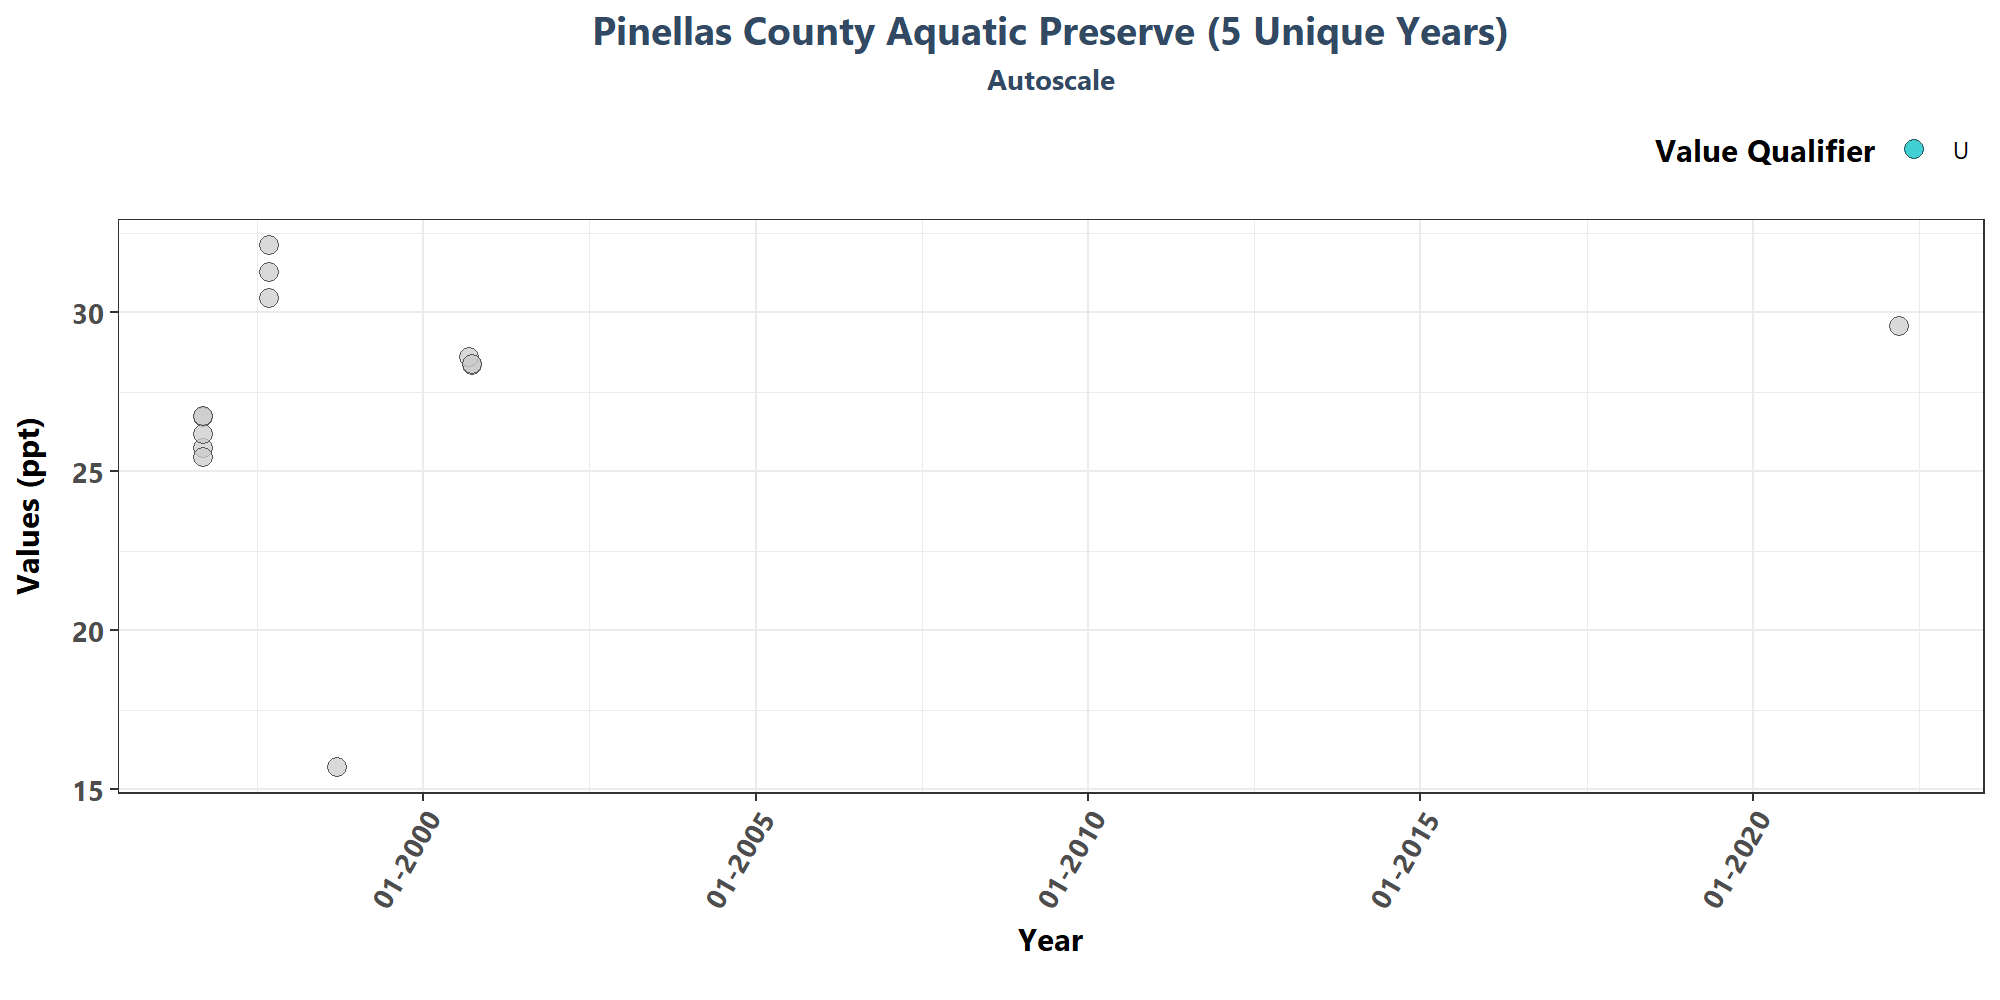 Pinellas County Aquatic Preserve (5 Unique Years)
Autoscale
Value Qualifier U
Values (ppt)
30
25
20
15
01-2000
01-2005
01-2010
01-2015
01-2020
Year